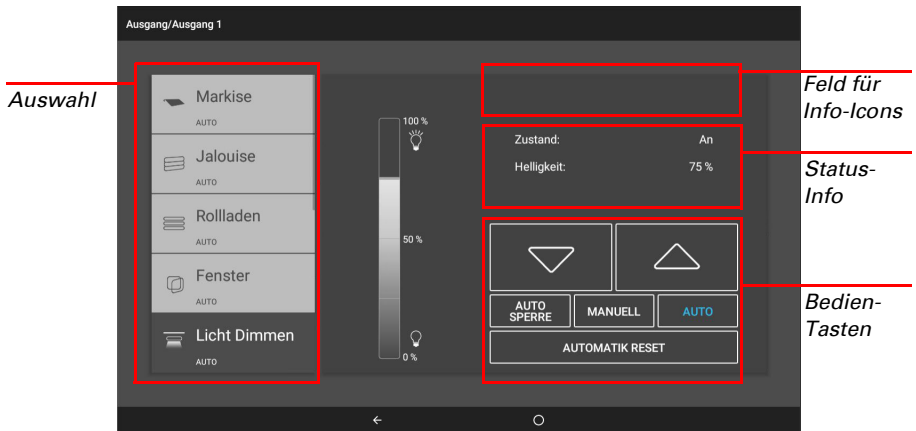 Ausgang/Ausgang 1
Auswahl
Markise
AUTO
Jalouise
AUTO
Rollladen
AUTO
Fenster
AUTO
Licht Dimmen
AUTO
100 %
50 %
0 %
Zustand: An
Helligkeit: 75 %
AUTO
SPERRE
MANUELL
AUTO
AUTOMATIK RESET
Feld für
Info-Icons
Status-
Info
Bedien-
Tasten